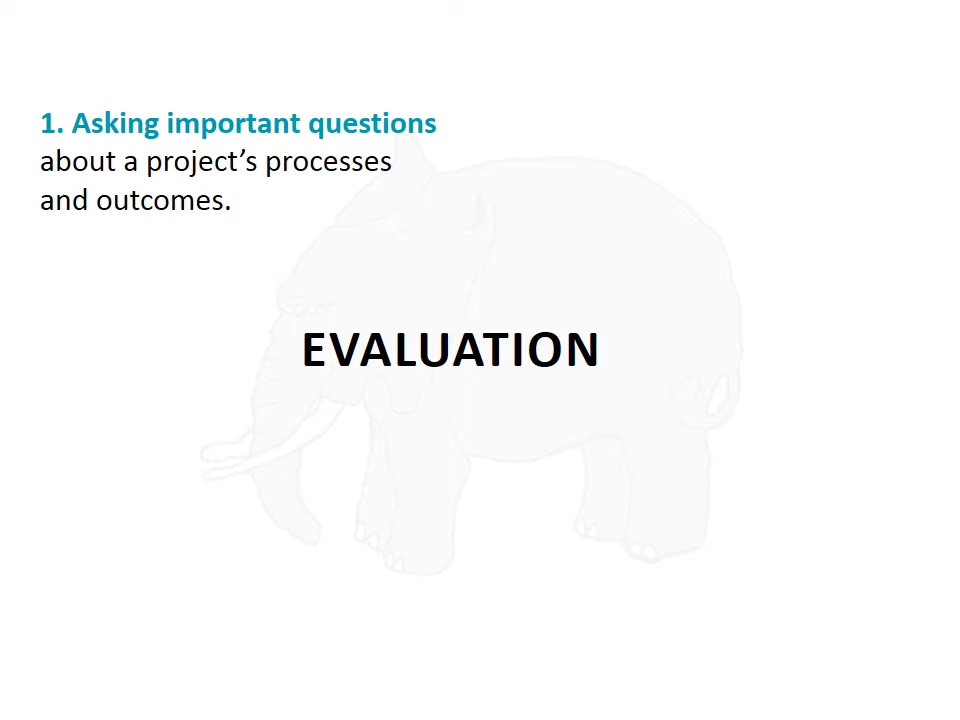 1. Asking important questions
about a project’s processes
and outcomes.
EVALUATION